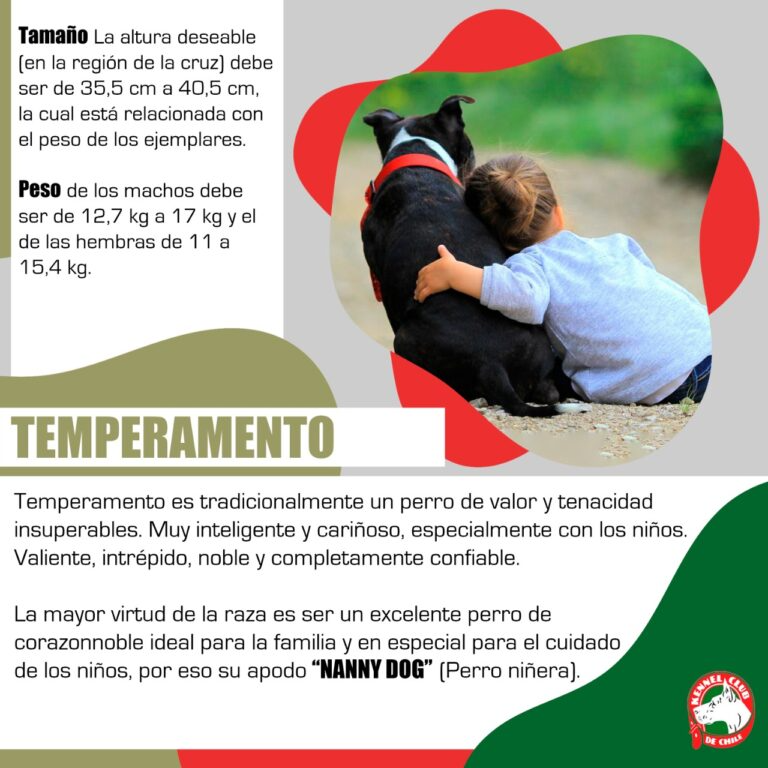 Tamaño La altura deseable
(en la región de la cruz) debe
ser de 35,5 cm a 40,5 cm,
la cual está relacionada con
el peso de los ejemplares.
Peso de los machos debe
ser de 12,7 kg a 17 kg y el
de las hembras de 11 a
15,4 kg.
TEMPERAMENTO
Temperamento es tradicionalmente un perro de valor y tenacidad
insuperables. Muy inteligente y cariñoso, especialmente con los niños.
Valiente, intrépido, noble y completamente confiable.
La mayor virtud de la raza es ser un excelente perro de
corazonnoble ideal para la familia y en especial para el cuidado
de los niños, por eso su apodo “NANNY DOG” (Perro niñera).
KENNEL CLUB
DE CHILE